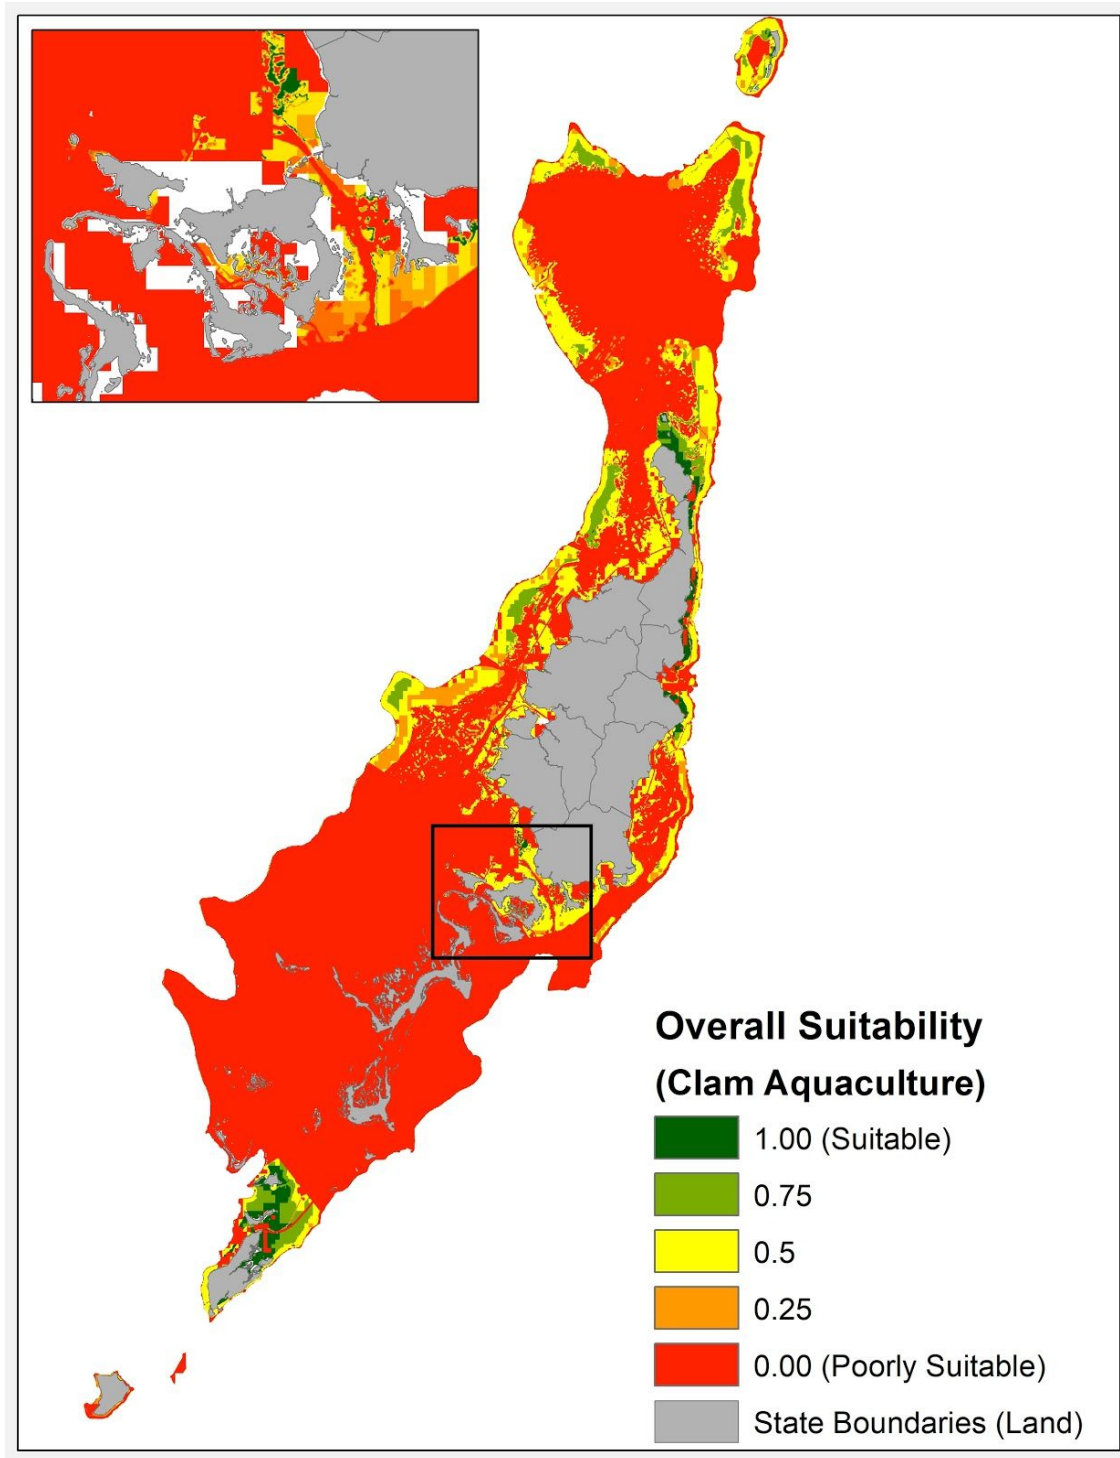 Overall Suitability
(Clam Aquaculture)
1.00 (Suitable)
0.75
0.5
0.25
0.00 (Poorly Suitable)
State Boundaries (Land)